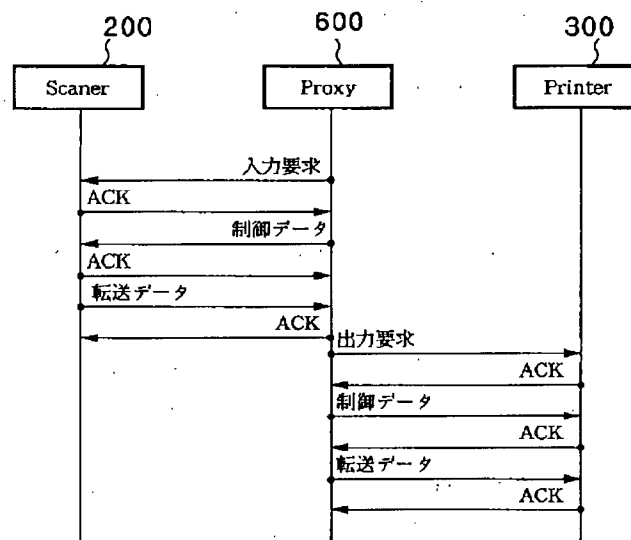 200 600 300
Scaner Proxy Printer
入力要求
ACK
制御データ
ACK
転送データ
ACK
出力要求
ACK
制御データ
ACK
転送データ
ACK